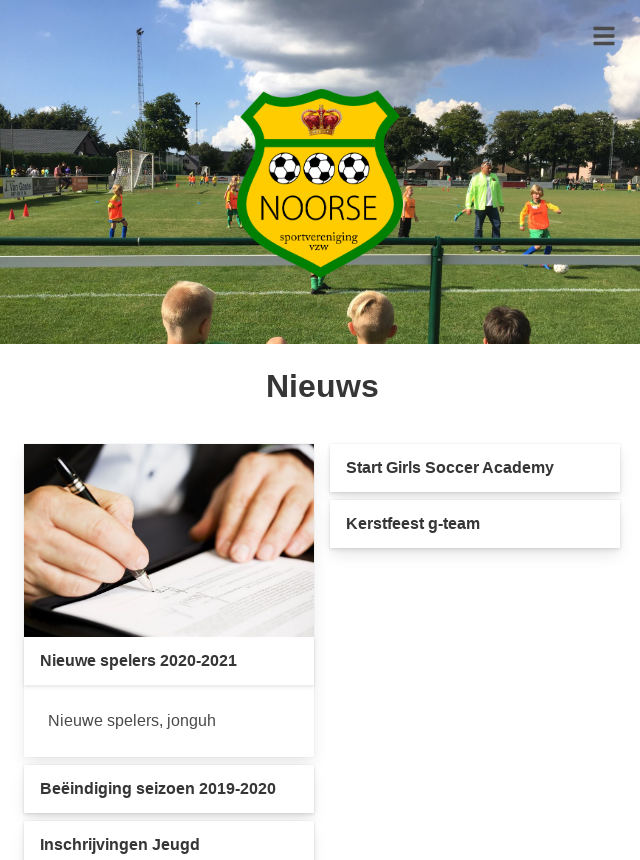 NOORSE
sportvereniging
vzw
Nieuws
Nieuwe spelers 2020-2021
Nieuwe spelers, jonguh
Beëindiging seizoen 2019-2020
Inschrijvingen Jeugd
Start Girls Soccer Academy
Kerstfeest g-team